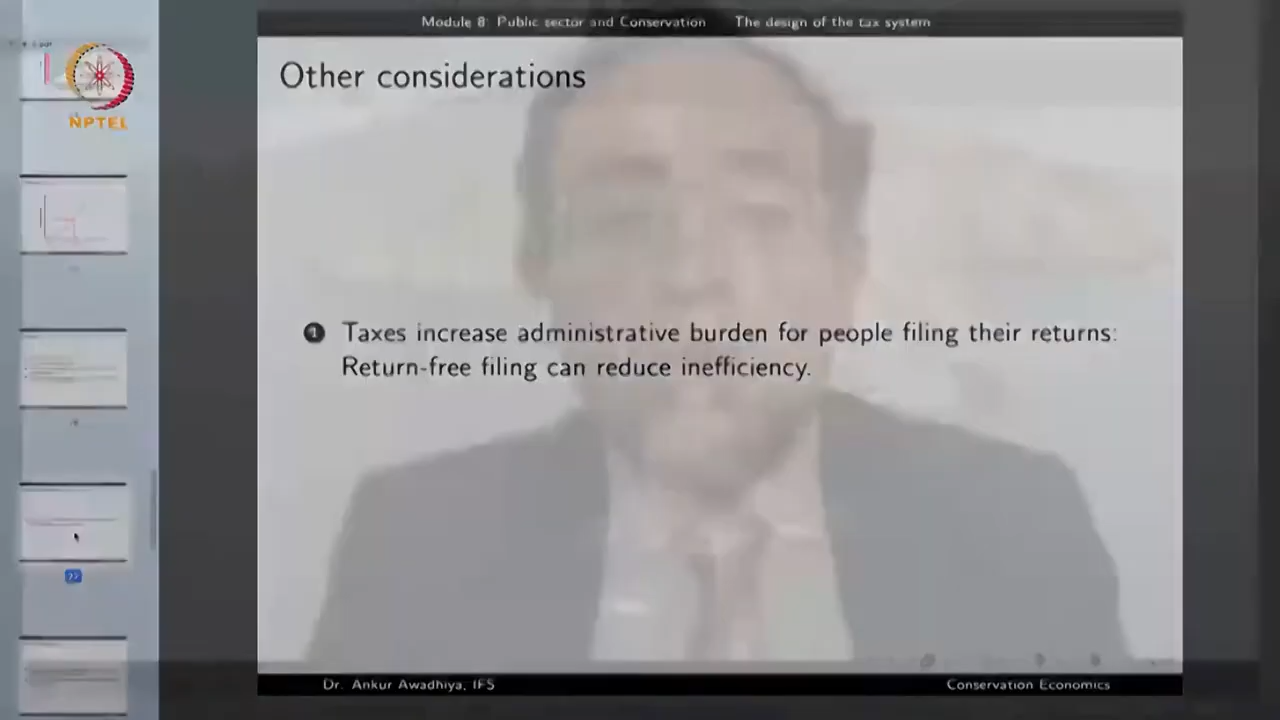 Module 8: Public sector and Conservation The design of the tax system
Other considerations
NPTEL
1 Taxes increase administrative burden for people filing their returns:
Return-free filing can reduce inefficiency.
Dr. Ankur Awadhiya, IFS Conservation Economics